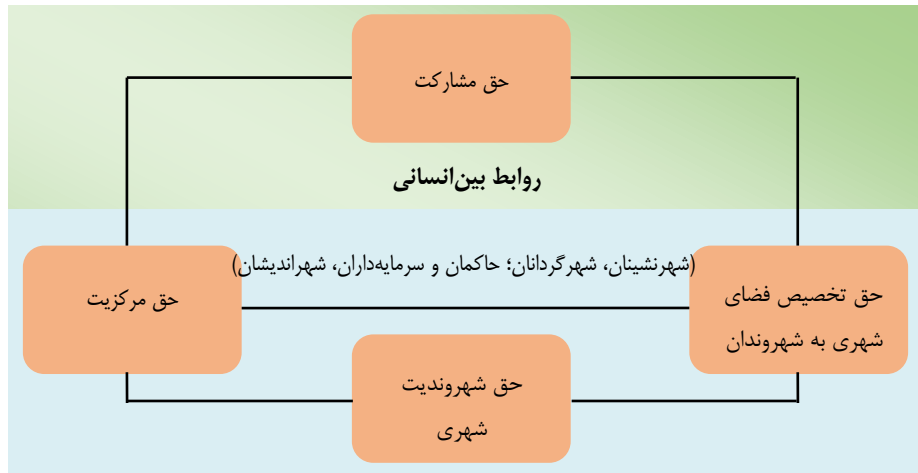 حق مشارکت
روابط بین‌انسانی
(شهرنشینان، شهرگردانان؛ حاکمان و سرمایه‌داران، شهراندیشان)
حق تخصیص فضای
شهری به شهروندان
حق مرکزیت
حق شهروندیت
شهری